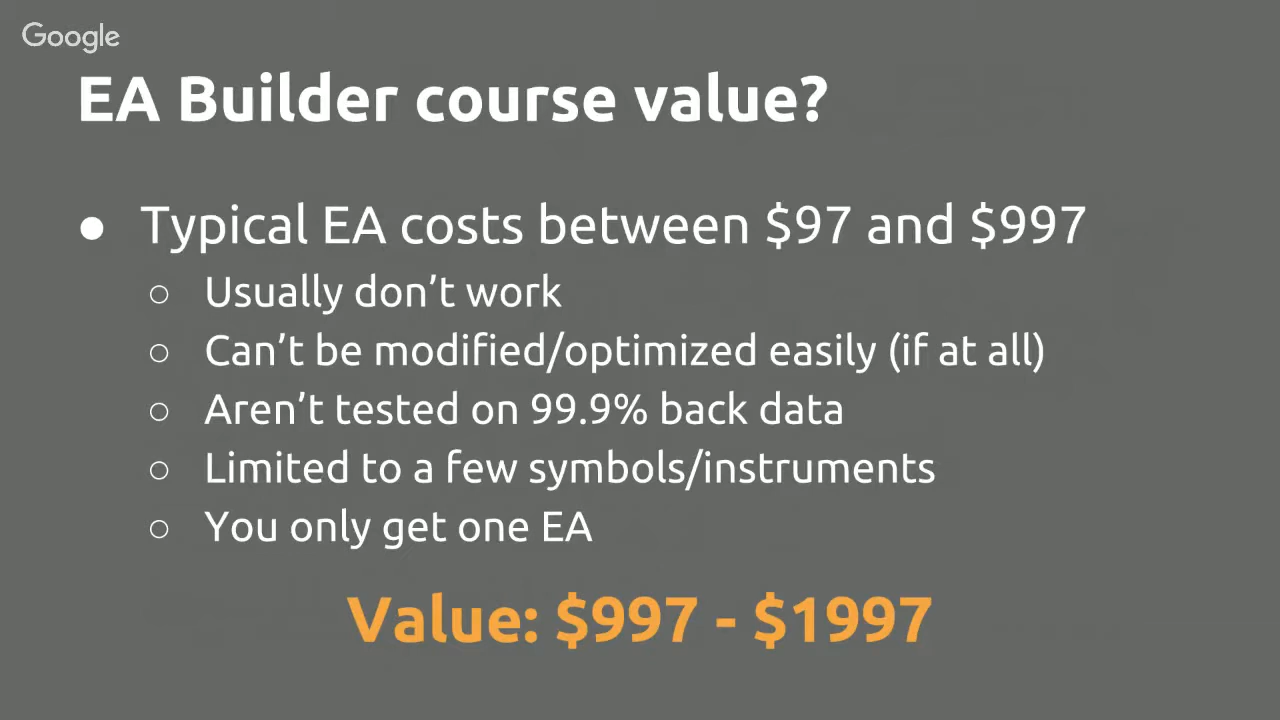 Google
EA Builder course value?
● Typical EA costs between $97 and $997
○ Usually don’t work
○ Can’t be modified/optimized easily (if at all)
○ Aren’t tested on 99.9% back data
○ Limited to a few symbols/instruments
○ You only get one EA
Value: $997 - $1997